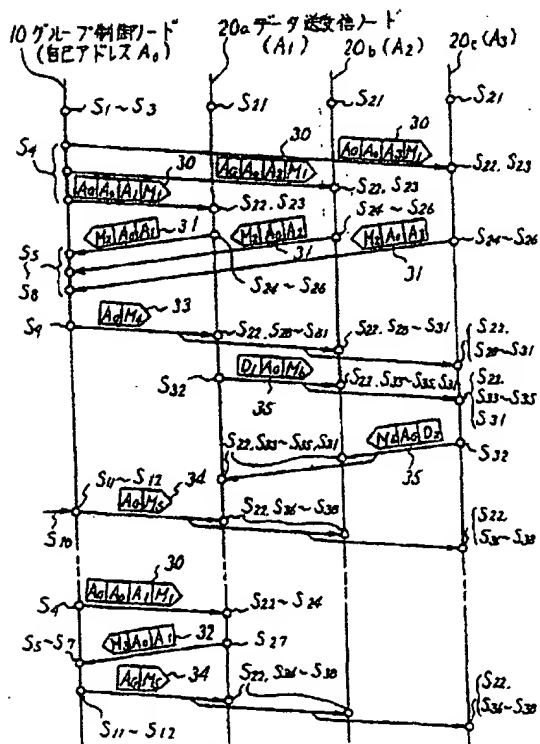 10 グループ制御ノード
(自己アドレス A₀)
20a データ送受信ノード
(A₁)
20b (A₂)
20c (A₃)
S₁~S₃
S₂₁
S₂₁
S₂₁
S₄
30
A₀ A₀ A₃ M₁
S₂₂, S₂₃
30
A₀ A₀ A₂ M₁
S₂₂, S₂₃
30
A₀ A₀ A₁ M₁
S₂₂, S₂₃
S₂₄~S₂₆
M₂ A₀ A₁
31
M₂ A₀ A₂
31
M₂ A₀ A₃
31
S₂₄~S₂₆
S₅
S₈
S₂₄~S₂₆
A₀ M₄
33
S₉
S₂₂, S₂₈~S₃₁
S₂₂, S₂₈~S₃₁
S₂₂,
S₂₈~S₃₁
S₃₂
D₁ A₀ M₆
35
S₂₂, S₃₃~S₃₅, S₃₁
S₂₂,
S₃₃~S₃₅
S₃₁
S₂₂, S₃₃~S₃₅, S₃₁
M₆ A₀
35
S₃₂
S₁₁~S₁₂
A₀ M₅
34
S₁₀
S₂₂, S₃₆~S₃₈
S₂₂,
S₃₆~S₃₈
30
A₀ A₀ A₁ M₁
S₄
S₂₂~S₂₄
M₃ A₀ A₁
32
S₂₇
S₅~S₇
A₀ M₅
34
S₂₂, S₃₆~S₃₈
S₂₂,
S₃₆~S₃₈
S₁₁~S₁₂